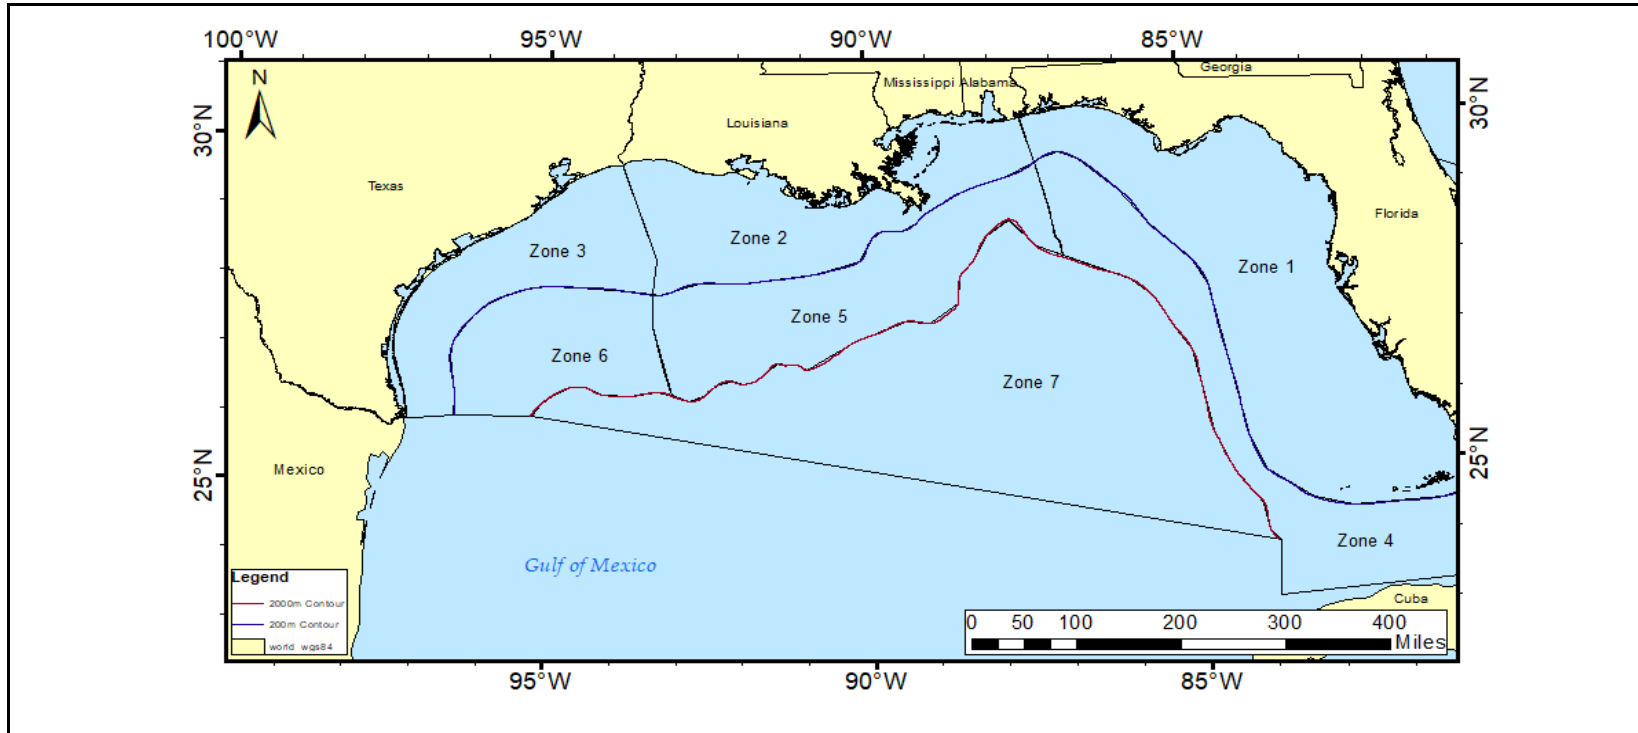 100°W 95°W 90°W 85°W
N
Georgia
Mississippi Alabama
30°N 30°N
Louisiana
Texas
Florida
Zone 2
Zone 3
Zone 1
Zone 5
Zone 6
Zone 7
25°N 25°N
Mexico
Zone 4
Gulf of Mexico
Cuba
Legend
2000m Contour
200m Contour
world_wgs84
0 50 100 200 300 400
Miles
95°W 90°W 85°W